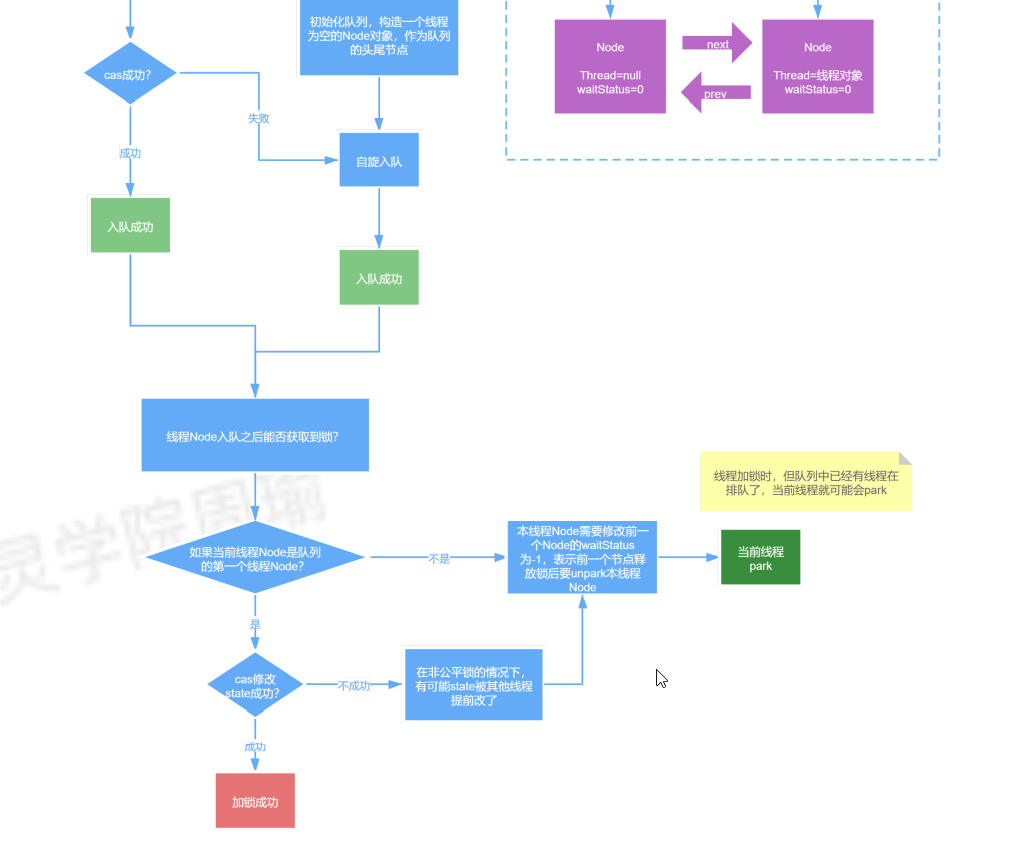 初始化队列，构造一个线程
为空的Node对象，作为队列
的头尾节点
Node
Thread=null
waitStatus=0
next
prev
Node
Thread=线程对象
waitStatus=0
cas成功?
失败
成功
自旋入队
入队成功
入队成功
线程Node入队之后能否获取到锁?
线程加锁时，但队列中已经有线程在
排队了，当前线程就可能会park
灵学院周瑜
如果当前线程Node是队列
的第一个线程Node?
不是
本线程Node需要修改前一
个Node的waitStatus
为-1，表示前一个节点释
放锁后要unpark本线程
Node
当前线程
park
是
cas修改
state成功?
不成功
在非公平锁的情况下，
有可能state被其他线程
提前改了
成功
加锁成功